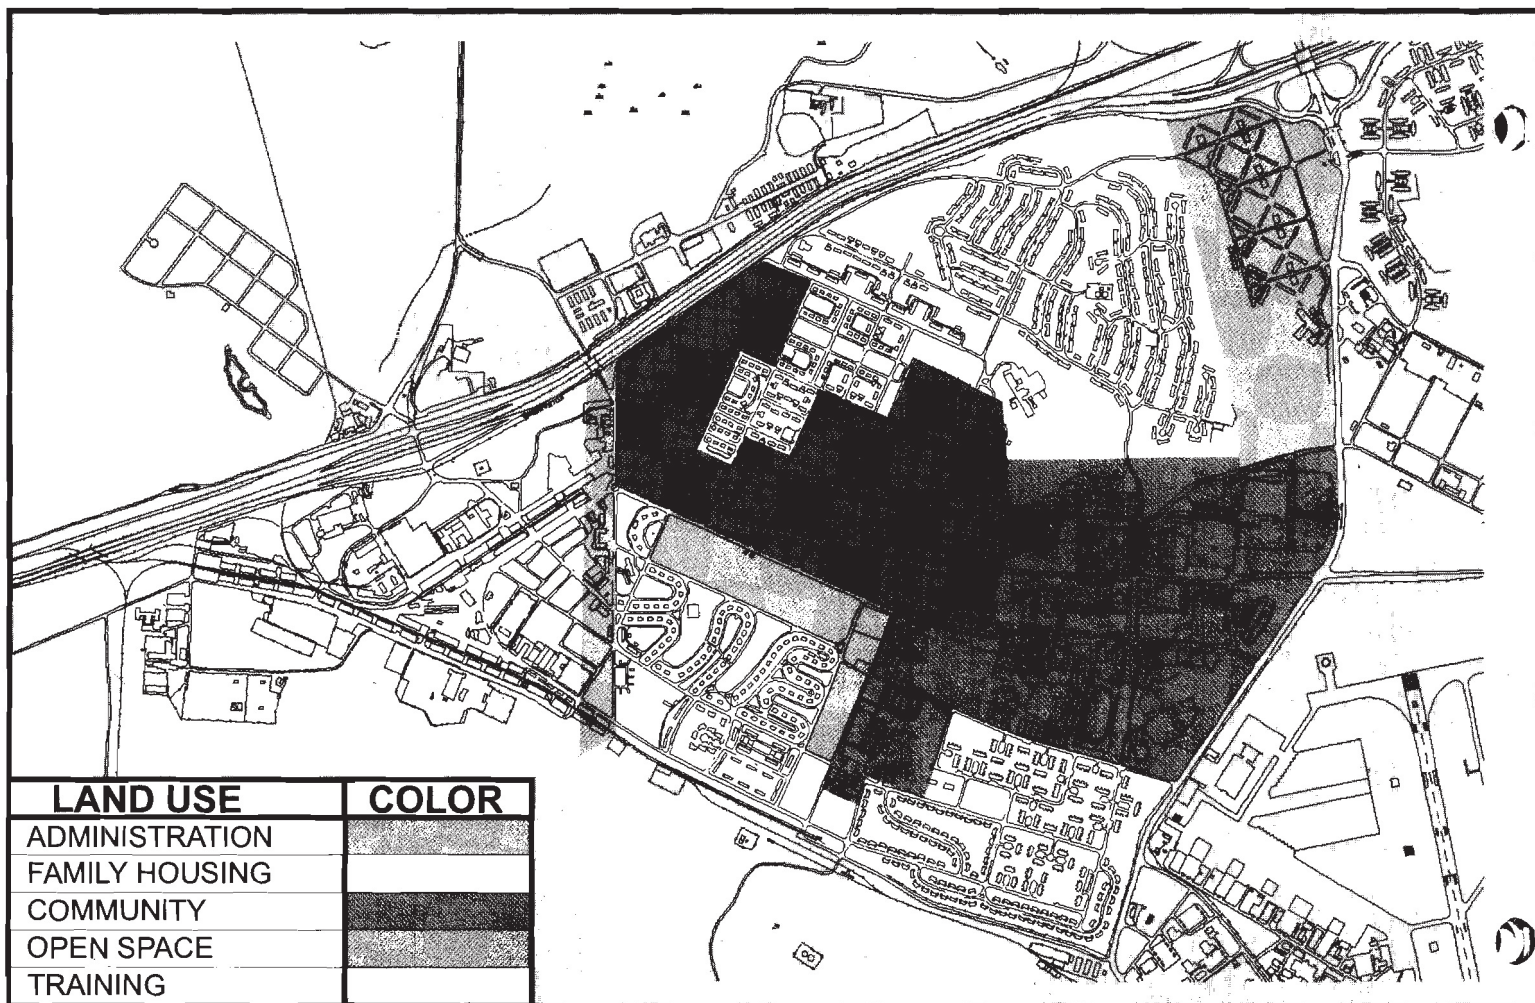 LAND USE COLOR
ADMINISTRATION
FAMILY HOUSING
COMMUNITY
OPEN SPACE
TRAINING